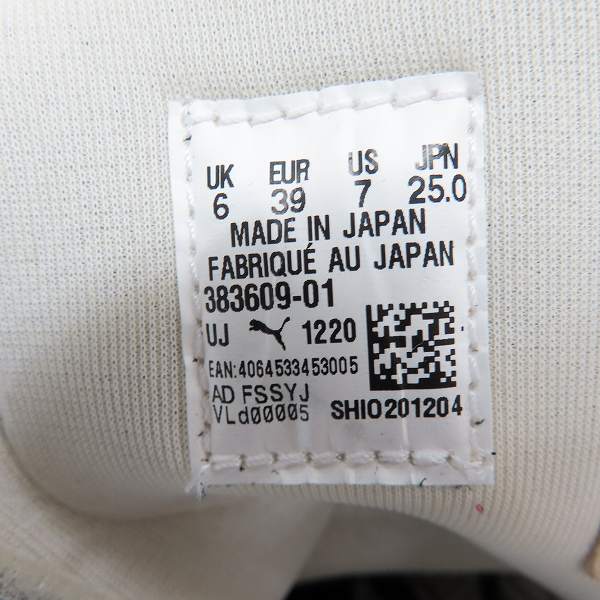 UK EUR US JPN
6 39 7 25.0
MADE IN JAPAN
FABRIQUÉ AU JAPAN
383609-01
UJ 1220
EAN:4064533453005
AD FSSYJ
VLd00005 SHIO201204